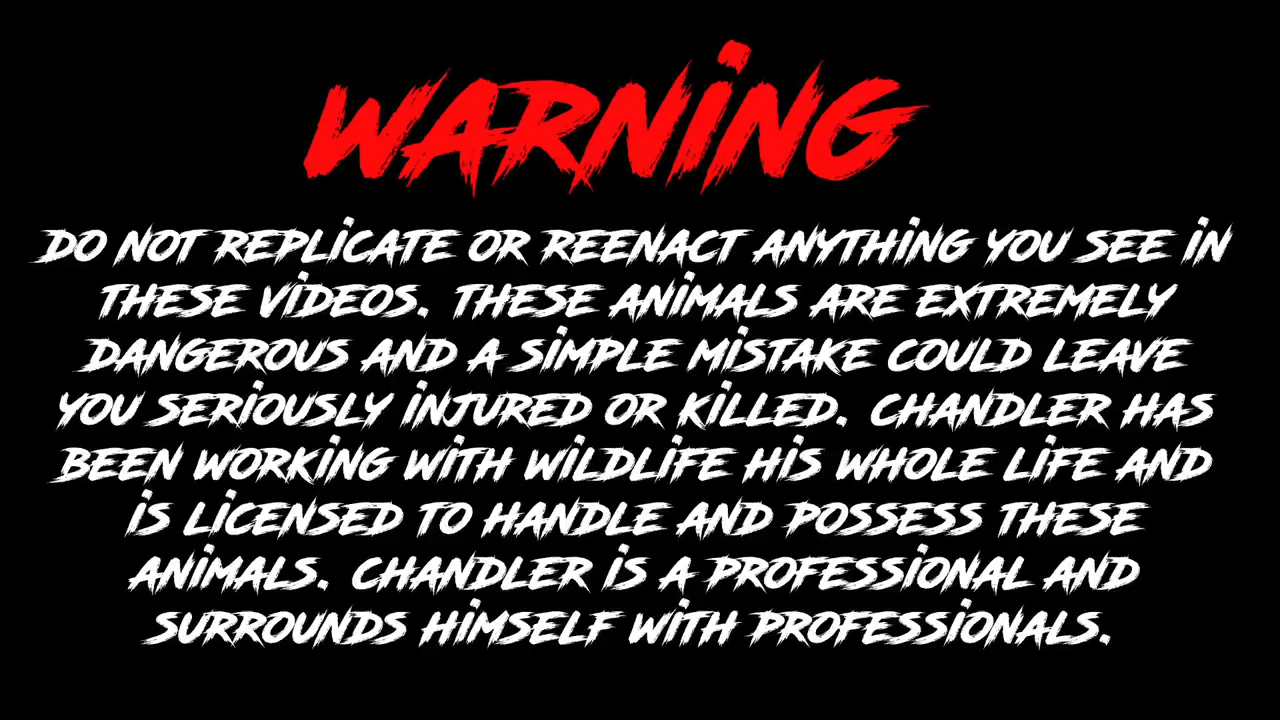 WARNING
DO NOT REPLICATE OR REENACT ANYTHING YOU SEE IN
THESE VIDEOS. THESE ANIMALS ARE EXTREMELY
DANGEROUS AND A SIMPLE MISTAKE COULD LEAVE
YOU SERIOUSLY INJURED OR KILLED. CHANDLER HAS
BEEN WORKING WITH WILDLIFE HIS WHOLE LIFE AND
IS LICENSED TO HANDLE AND POSSESS THESE
ANIMALS. CHANDLER IS A PROFESSIONAL AND
SURROUNDS HIMSELF WITH PROFESSIONALS.